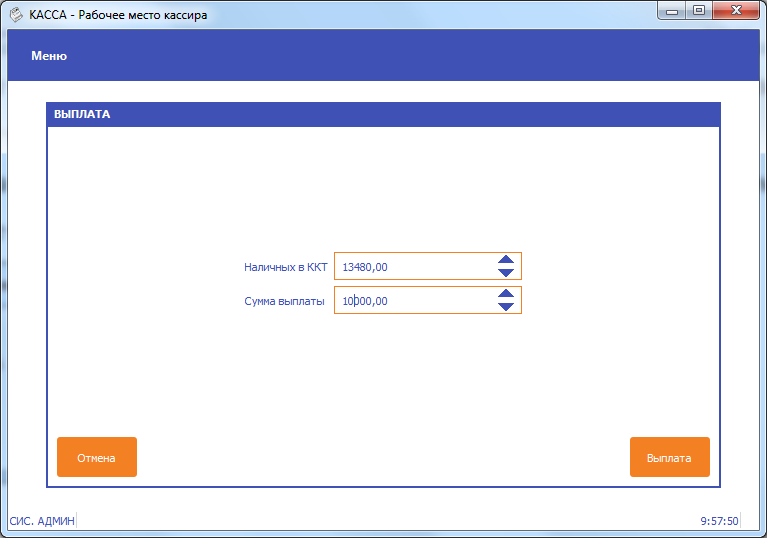 КАССА - Рабочее место кассира
Меню
ВЫПЛАТА
Наличных в ККТ 13480,00
Сумма выплаты 10000,00
Отмена Выплата
СИС. АДМИН 9:57:50